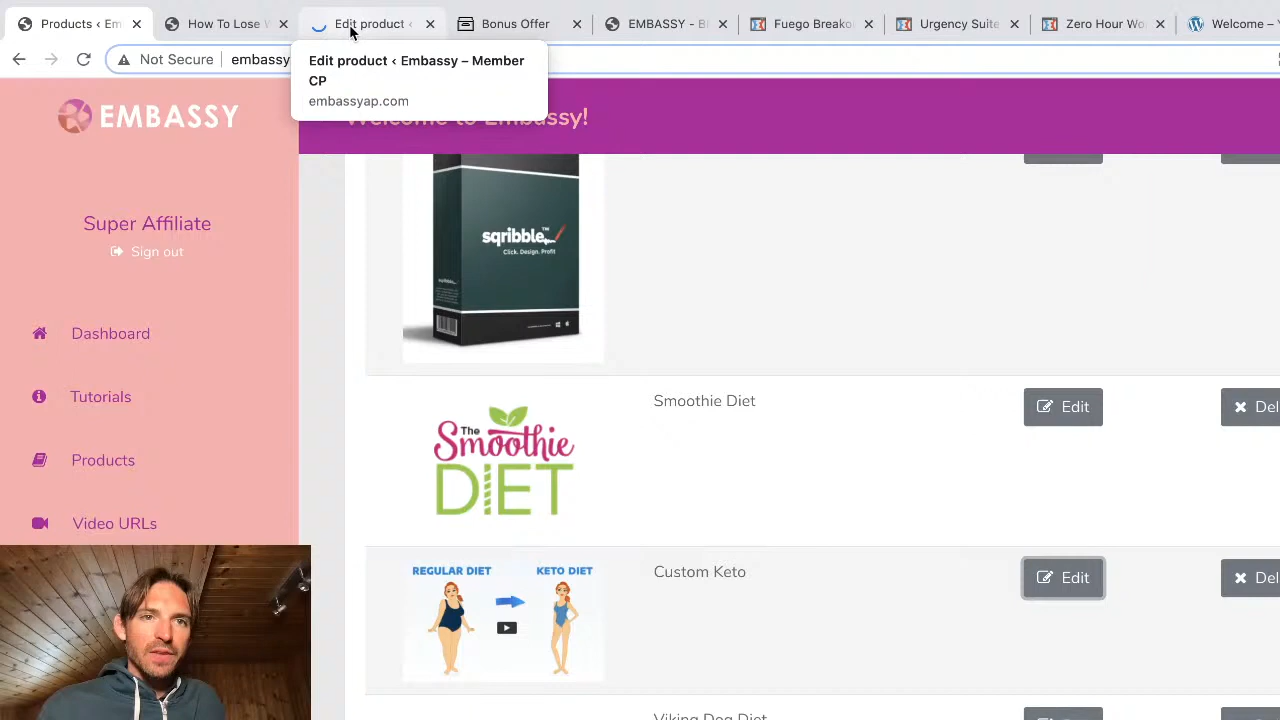 Products ‹ Em
How To Lose W
Edit product ‹
Bonus Offer
EMBASSY - B
Fuego Breako
Urgency Suite
Zero Hour Wo
Welcome –
Not Secure
embassy
Edit product ‹ Embassy – Member
CP
embassyap.com
EMBASSY
Welcome to Embassy!
Super Affiliate
Sign out
Dashboard
Tutorials
Products
Video URLs
sqribble™
Click. Design. Profit
The
Smoothie
DIET
Smoothie Diet
Edit
Del
REGULAR DIET
KETO DIET
Custom Keto
Edit
Del
Viking Dog Diet